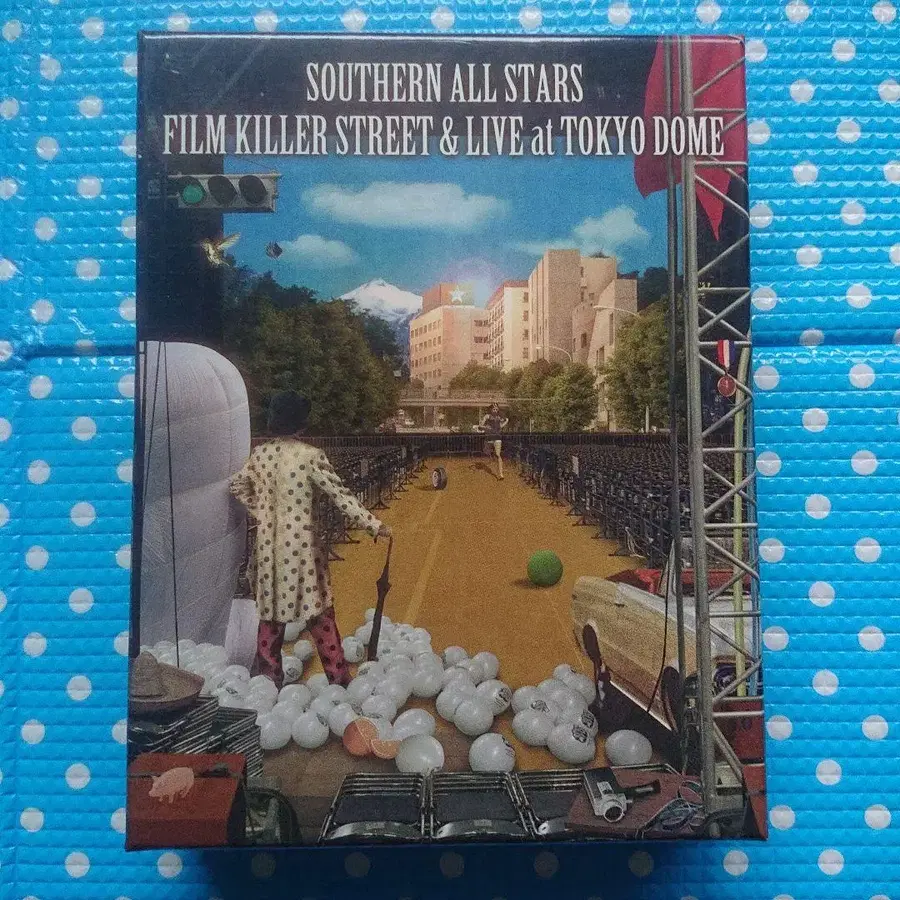 SOUTHERN ALL STARS
FILM KILLER STREET & LIVE at TOKYO DOME